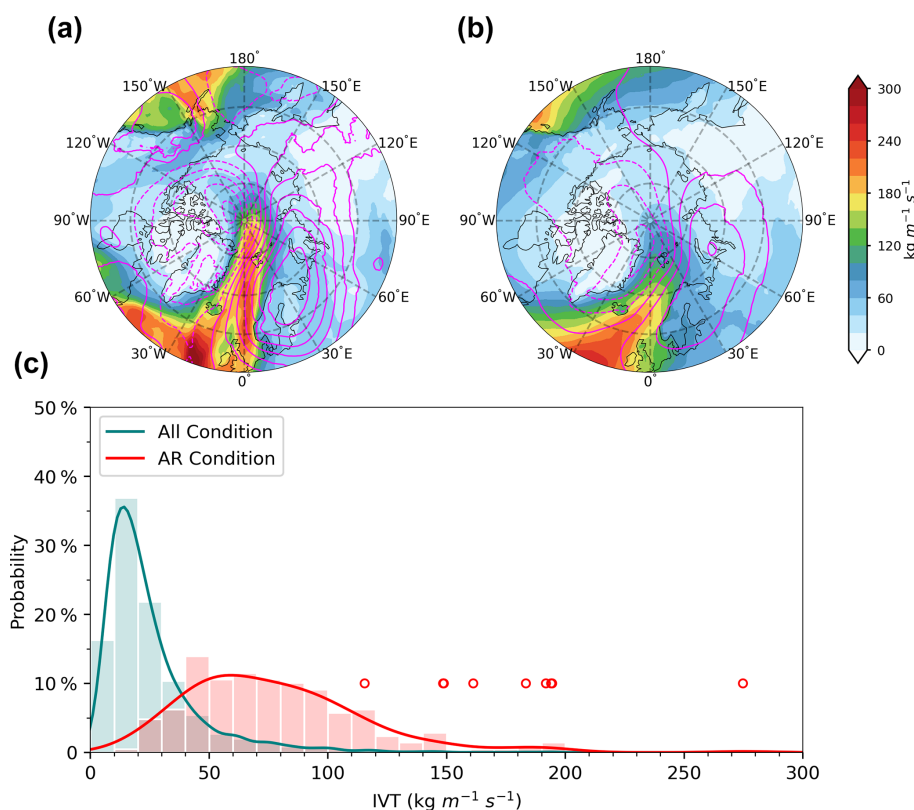 (a)
(b)
180°
150°W
150°E
120°W
120°E
90°W
90°E
60°W
60°E
30°W
30°E
0°
180°
150°W
150°E
120°W
120°E
90°W
90°E
60°W
60°E
30°W
30°E
0°
300
240
180
120
60
0
kg m⁻¹ s⁻¹
(c)
All Condition
AR Condition
50 %
40 %
30 %
20 %
10 %
0
Probability
0
50
100
150
200
250
300
IVT (kg m⁻¹ s⁻¹)